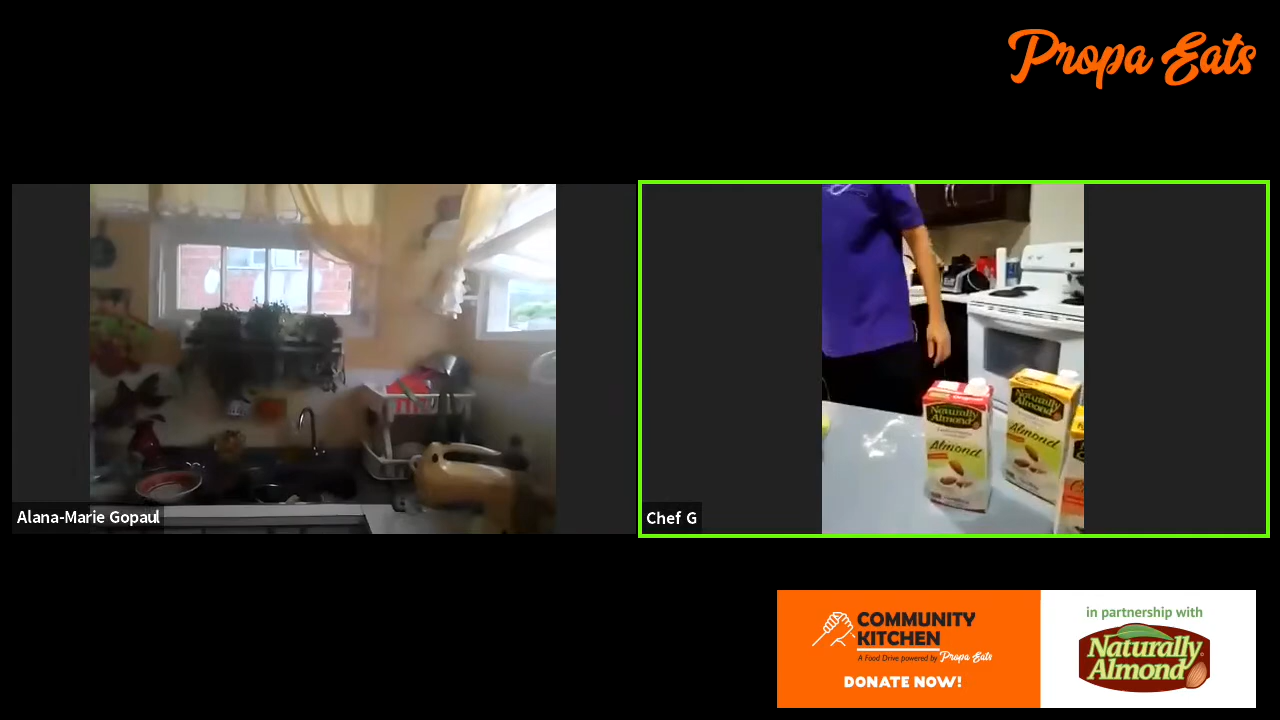 Propa Eats
Naturally
Almond
Almond
Naturally
Almond
Almond
Alana-Marie Gopaul
Chef G
COMMUNITY
KITCHEN
A Food Drive powered by Propa Eats
DONATE NOW!
in partnership with
Naturally
Almond